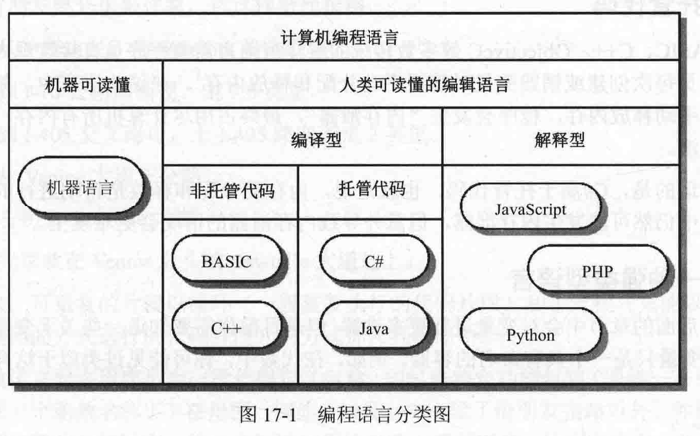 计算机编程语言
机器可读懂
人类可读懂的编辑语言
编译型
解释型
机器语言
非托管代码
托管代码
JavaScript
BASIC
C#
PHP
C++
Java
Python
图 17-1 编程语言分类图